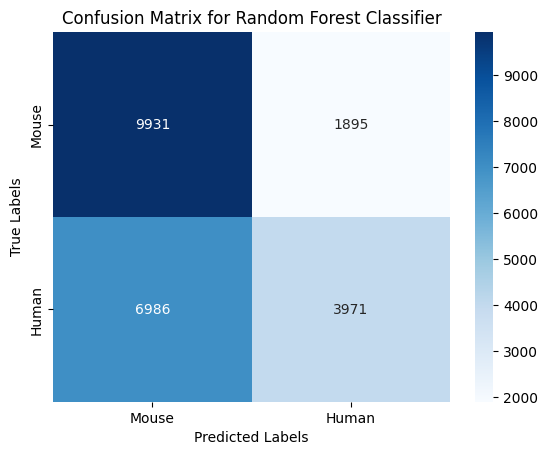 Confusion Matrix for Random Forest Classifier
True Labels
Mouse
9931
1895
Human
6986
3971
Mouse
Human
Predicted Labels
9000
8000
7000
6000
5000
4000
3000
2000